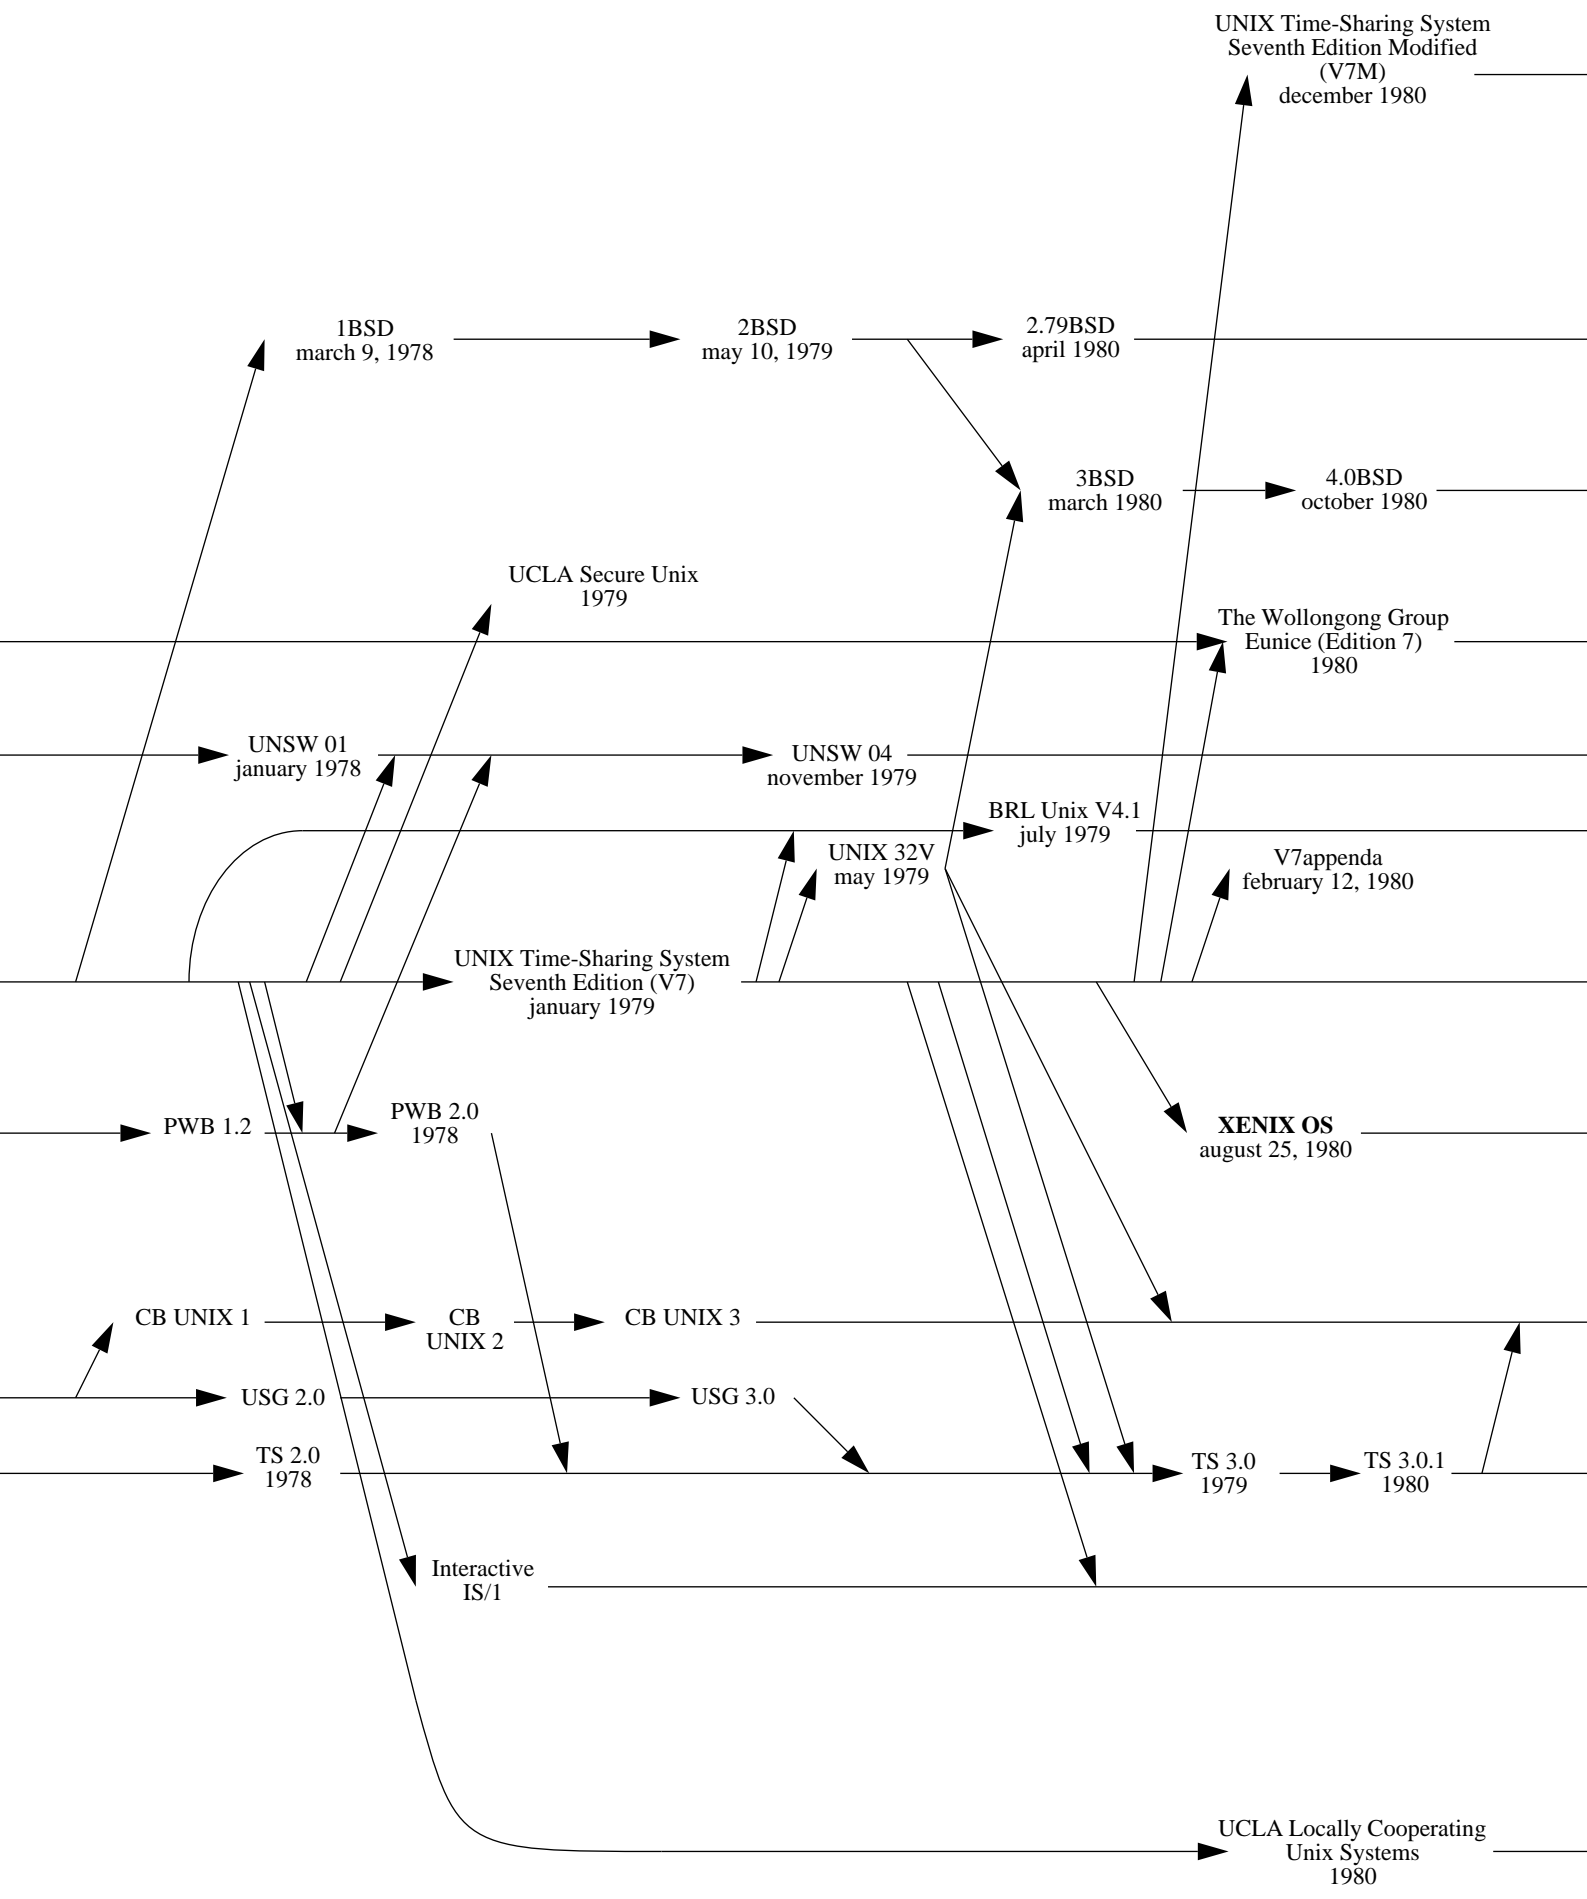 UNIX Time-Sharing System
Seventh Edition Modified
(V7M)
december 1980
1BSD
march 9, 1978
2BSD
may 10, 1979
2.79BSD
april 1980
3BSD
march 1980
4.0BSD
october 1980
UCLA Secure Unix
1979
The Wollongong Group
Eunice (Edition 7)
1980
UNSW 01
january 1978
UNSW 04
november 1979
BRL Unix V4.1
july 1979
UNIX 32V
may 1979
V7appenda
february 12, 1980
UNIX Time-Sharing System
Seventh Edition (V7)
january 1979
PWB 1.2
PWB 2.0
1978
XENIX OS
august 25, 1980
CB UNIX 1
CB
UNIX 2
CB UNIX 3
USG 2.0
USG 3.0
TS 2.0
1978
TS 3.0
1979
TS 3.0.1
1980
Interactive
IS/1
UCLA Locally Cooperating
Unix Systems
1980